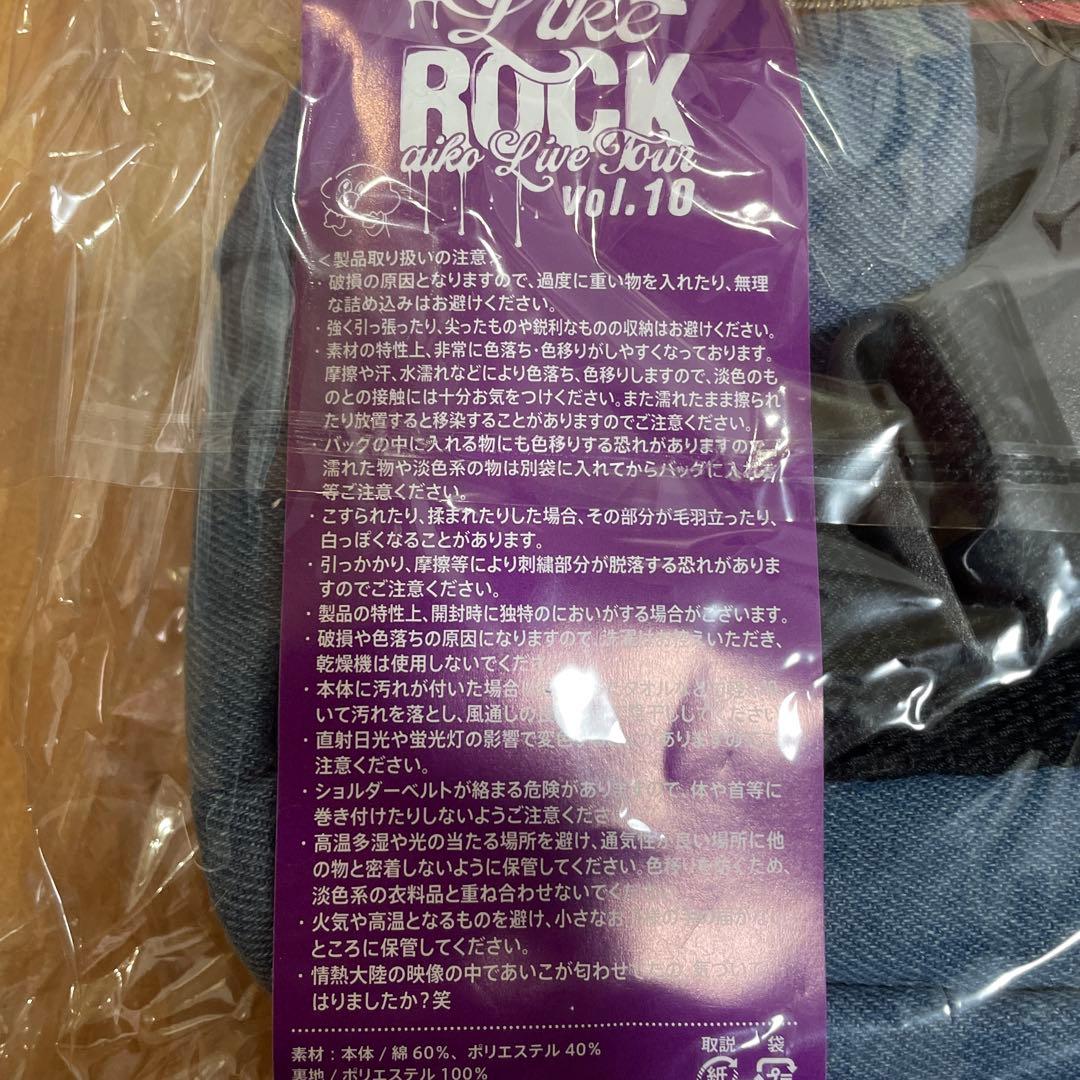 Like
ROCK
aiko Live Tour
vol.10
<製品取り扱いの注意>
・破損の原因となりますので、過度に重い物を入れたり、無理
な詰め込みはお避けください。
・強く引っ張ったり、尖ったものや鋭利なものの収納はお避けください。
・素材の特性上、非常に色落ち・色移りがしやすくなっております。
摩擦や汗、水濡れなどにより色落ち、色移りしますので、淡色のも
のとの接触には十分お気をつけください。また濡れたまま擦られ
たり放置すると移染することがありますのでご注意ください。
・バッグの中に入れる物にも色移りする恐れがありますので、
濡れた物や淡色系の物は別袋に入れてからバッグに入れる
等ご注意ください。
・こすられたり、揉まれたりした場合、その部分が毛羽立ったり、
白っぽくなることがあります。
・引っかかり、摩擦等により刺繍部分が脱落する恐れがありま
すのでご注意ください。
・製品の特性上、開封時に独特のにおいがする場合がございます。
・破損や色落ちの原因になりますので、洗濯はお控えいただき、
乾燥機は使用しないでくださ
・本体に汚れが付いた場合
いて汚れを落とし、風通しの
してください
・直射日光や蛍光灯の影響で変色
ありますので
注意ください。
・ショルダーベルトが絡まる危険がありますので、体や首等に
巻き付けたりしないようご注意くださ
・高温多湿や光の当たる場所を避け、通気性が良い場所に他
の物と密着しないように保管してください。色移りを防ぐため、
淡色系の衣料品と重ね合わせないでください。
・火気や高温となるものを避け、小さなお
ところに保管してください。
・情熱大陸の映像の中であいこが匂わせ
気づ
はりましたか?笑
素材 : 本体 / 綿 60%、ポリエステル 40%
裏地 / ポリエステル 100%
取説
紙
袋
プ